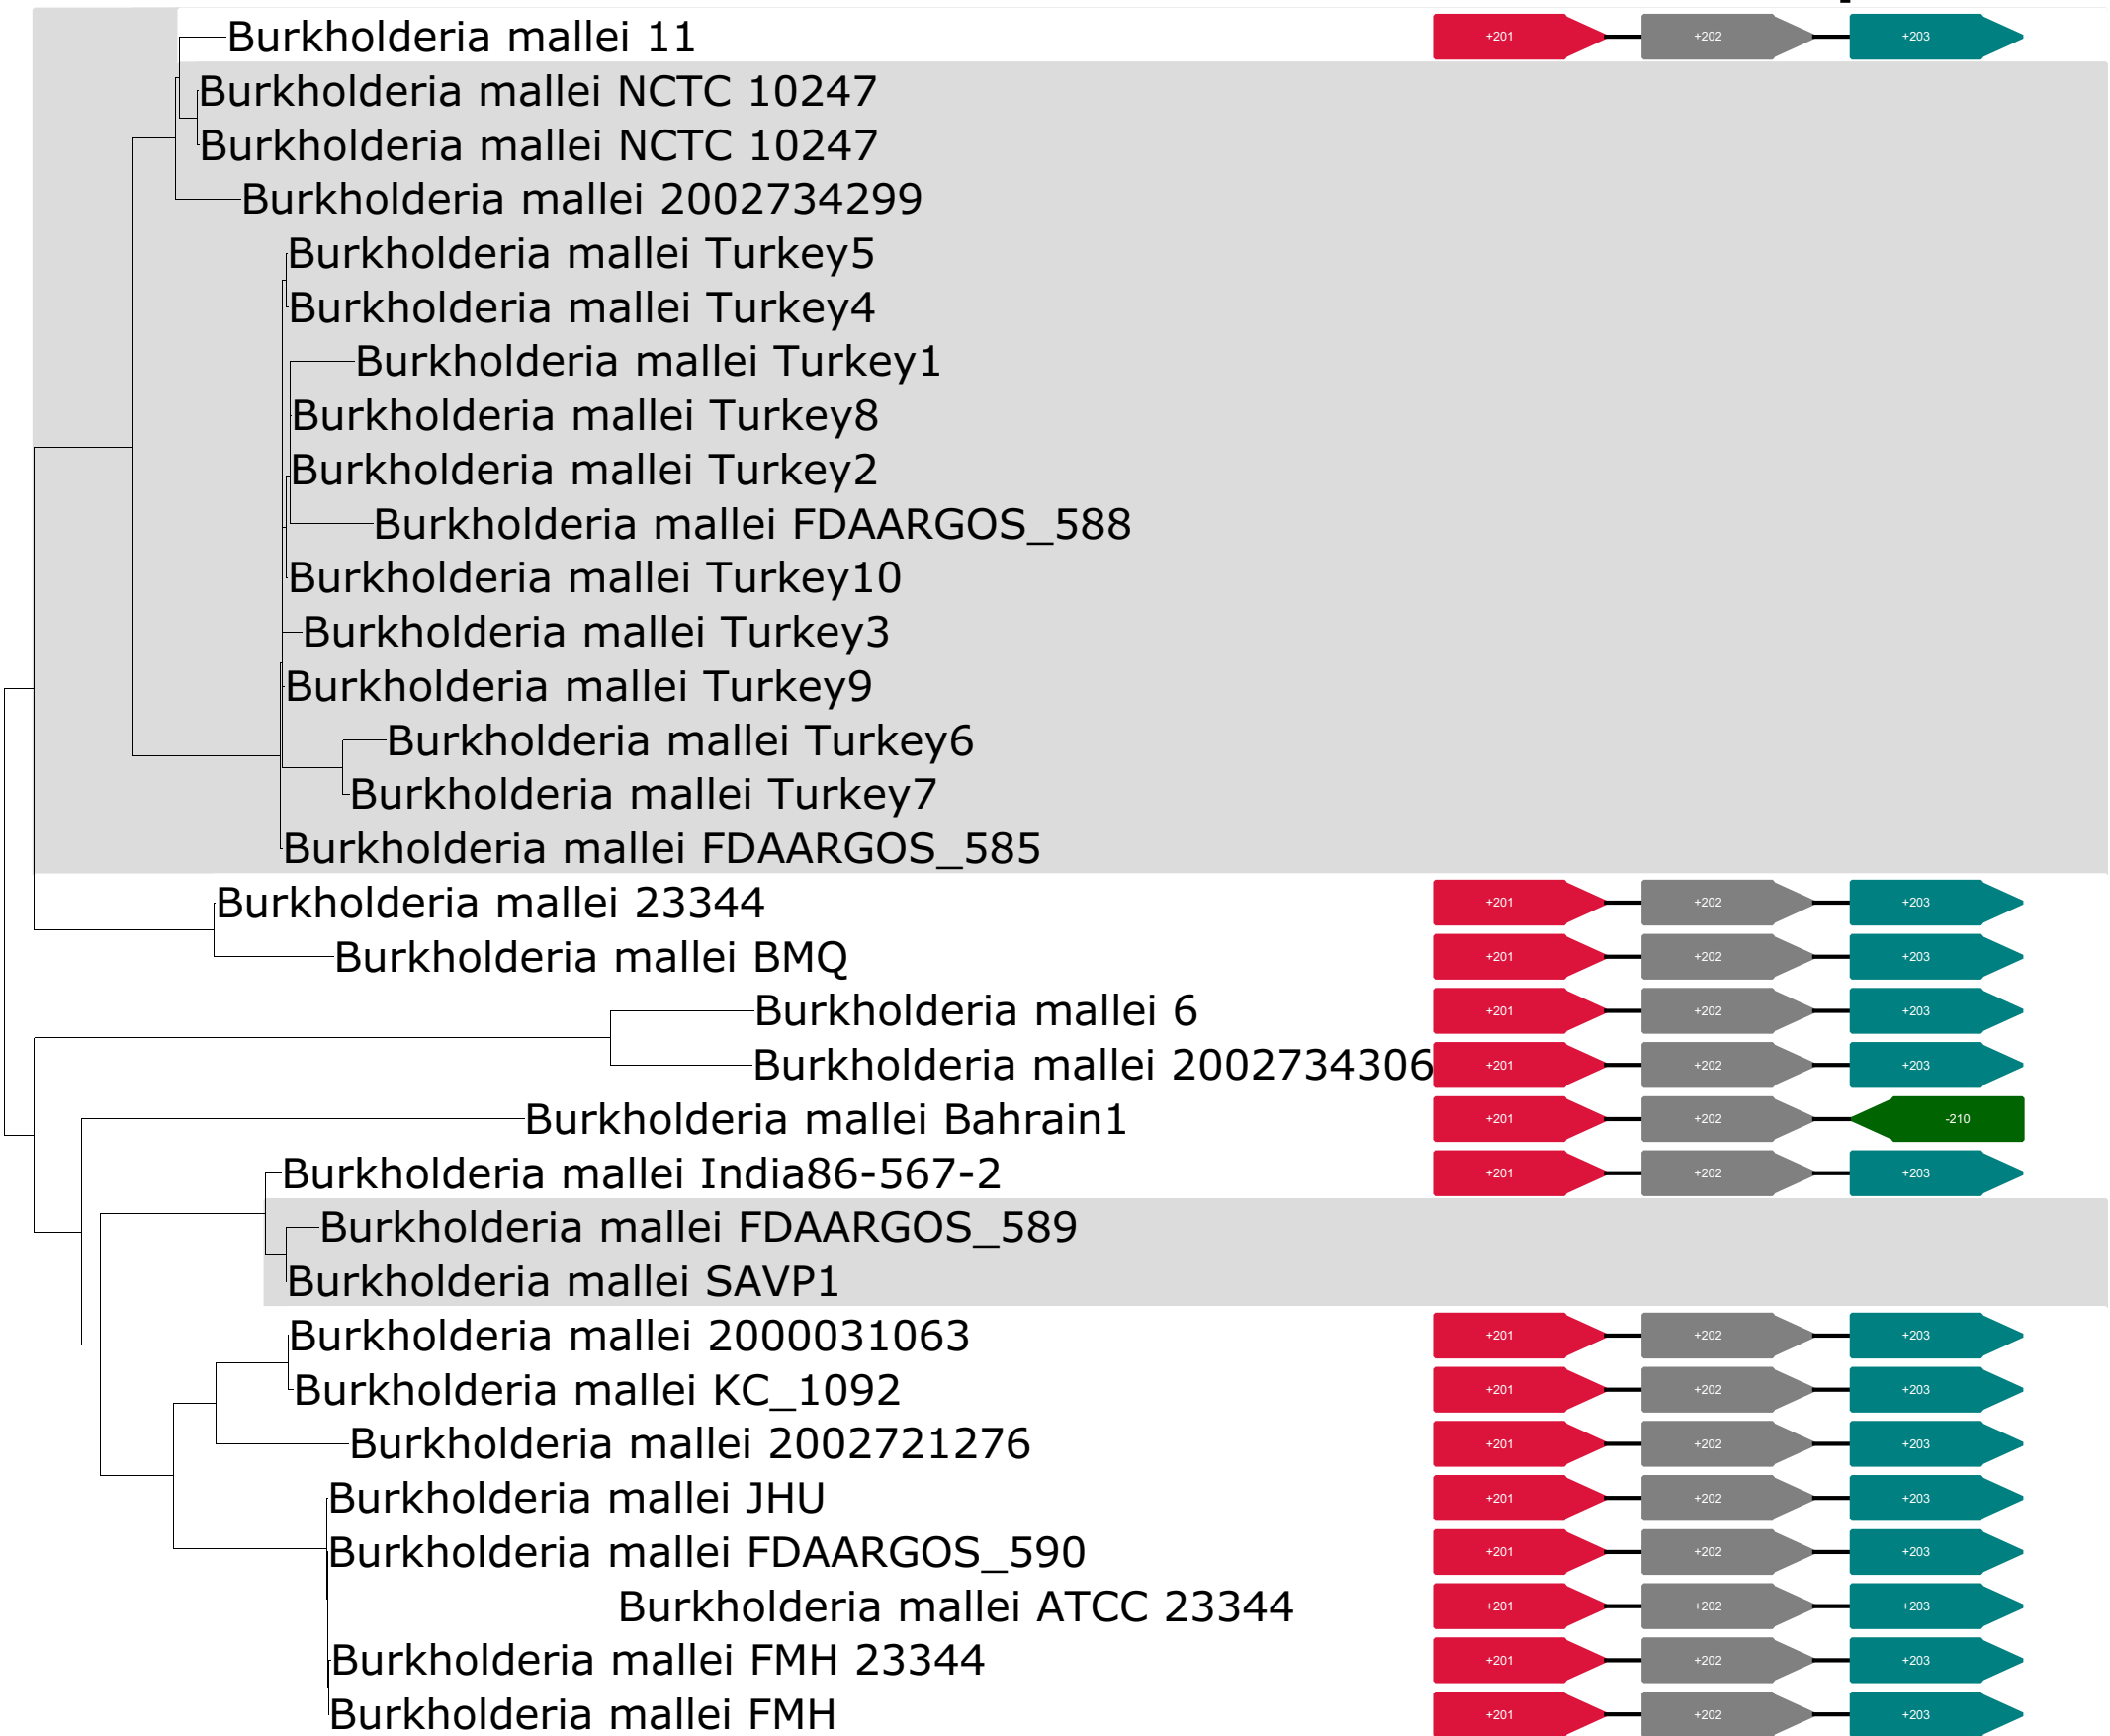 Burkholderia mallei 11 +201 +202 +203
Burkholderia mallei NCTC 10247
Burkholderia mallei NCTC 10247
Burkholderia mallei 2002734299
Burkholderia mallei Turkey5
Burkholderia mallei Turkey4
Burkholderia mallei Turkey1
Burkholderia mallei Turkey8
Burkholderia mallei Turkey2
Burkholderia mallei FDAARGOS_588
Burkholderia mallei Turkey10
Burkholderia mallei Turkey3
Burkholderia mallei Turkey9
Burkholderia mallei Turkey6
Burkholderia mallei Turkey7
Burkholderia mallei FDAARGOS_585
Burkholderia mallei 23344 +201 +202 +203
Burkholderia mallei BMQ +201 +202 +203
Burkholderia mallei 6 +201 +202 +203
Burkholderia mallei 2002734306 +201 +202 +203
Burkholderia mallei Bahrain1 +201 +202 -210
Burkholderia mallei India86-567-2 +201 +202 +203
Burkholderia mallei FDAARGOS_589
Burkholderia mallei SAVP1
Burkholderia mallei 2000031063 +201 +202 +203
Burkholderia mallei KC_1092 +201 +202 +203
Burkholderia mallei 2002721276 +201 +202 +203
Burkholderia mallei JHU +201 +202 +203
Burkholderia mallei FDAARGOS_590 +201 +202 +203
Burkholderia mallei ATCC 23344 +201 +202 +203
Burkholderia mallei FMH 23344 +201 +202 +203
Burkholderia mallei FMH +201 +202 +203